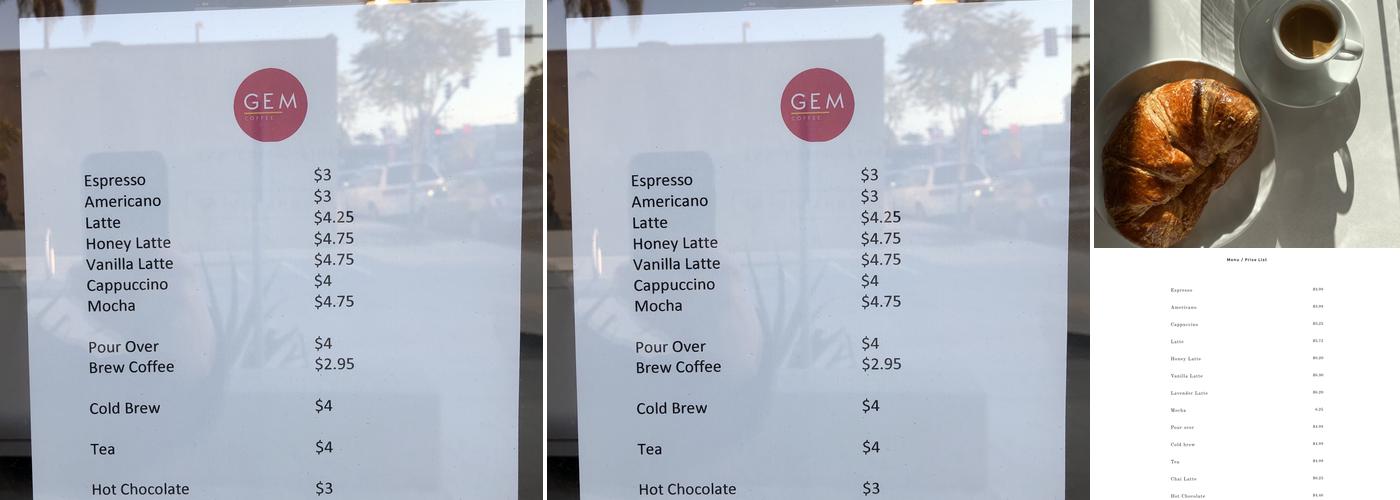 GEM
COFFEE
Espresso $3
Americano $3
Latte $4.25
Honey Latte $4.75
Vanilla Latte $4.75
Cappuccino $4
Mocha $4.75
Pour Over $4
Brew Coffee $2.95
Cold Brew $4
Tea $4
Hot Chocolate $3
GEM
COFFEE
Espresso $3
Americano $3
Latte $4.25
Honey Latte $4.75
Vanilla Latte $4.75
Cappuccino $4
Mocha $4.75
Pour Over $4
Brew Coffee $2.95
Cold Brew $4
Tea $4
Hot Chocolate $3
Menu / Price List
Espresso
Americano
Cappuccino
Latte
Honey Latte
Vanilla Latte
Lavender Latte
Mocha
Pour over
Cold brew
Tea
Chai Latte
Hot Chocolate